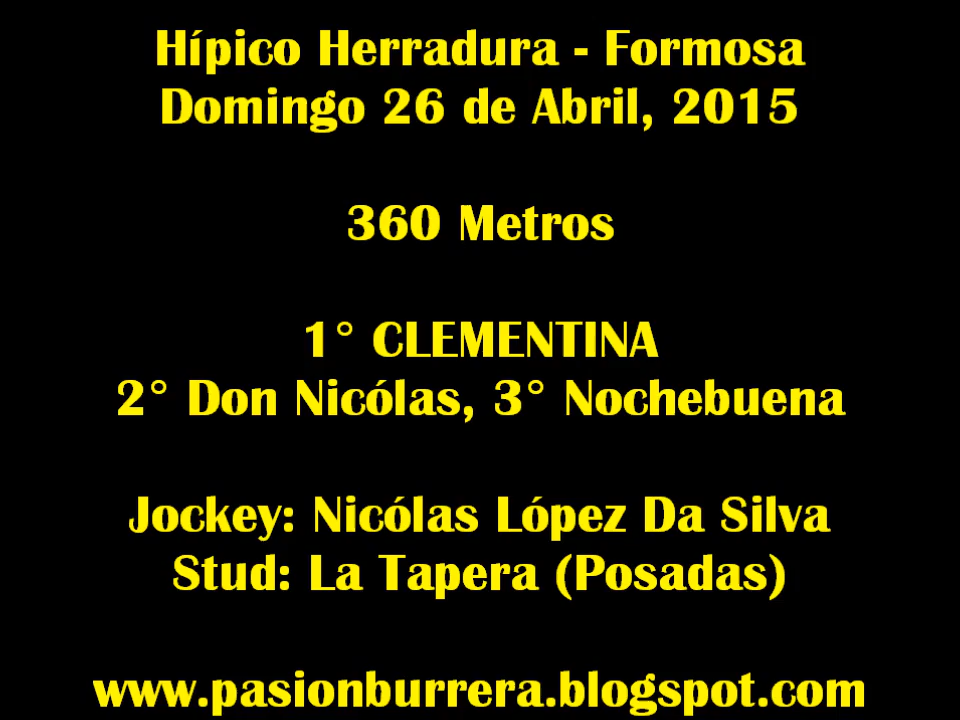 Hípico Herradura - Formosa
Domingo 26 de Abril, 2015
360 Metros
1° CLEMENTINA
2° Don Nicólas, 3° Nochebuena
Jockey: Nicólas López Da Silva
Stud: La Tapera (Posadas)
www.pasionburrera.blogspot.com